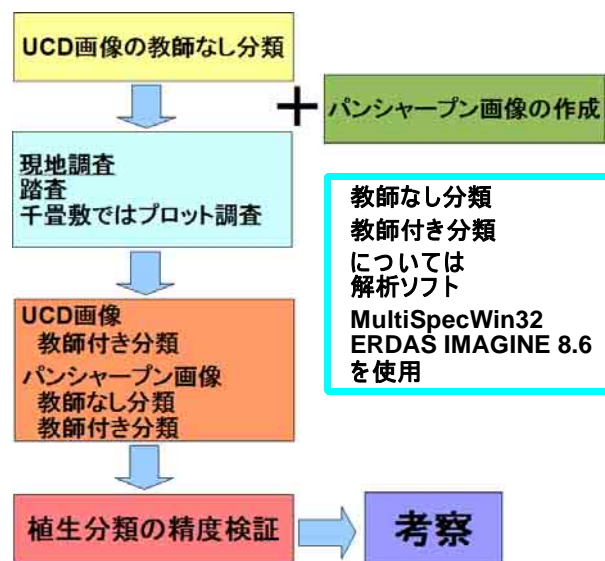 UCD画像の教師なし分類
+
パンシャープン画像の作成
現地調査
踏査
千畳敷ではプロット調査
教師なし分類
教師付き分類
については
解析ソフト
MultiSpecWin32
ERDAS IMAGINE 8.6
を使用
UCD画像
教師付き分類
パンシャープン画像
教師なし分類
教師付き分類
植生分類の精度検証
考察